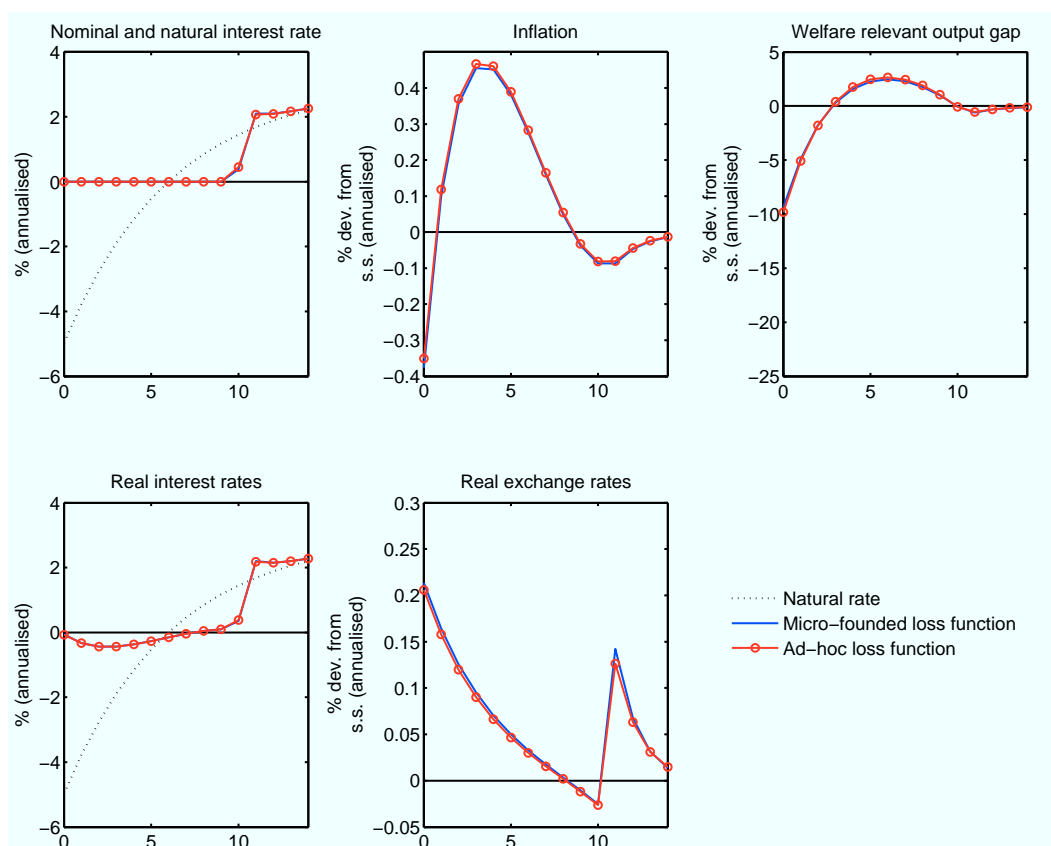 Nominal and natural interest rate
% (annualised)
4
2
0
−2
−4
−6
0 5 10
Inflation
% dev. from
s.s. (annualised)
0.4
0.3
0.2
0.1
0
−0.1
−0.2
−0.3
−0.4
0 5 10
Welfare relevant output gap
% dev. from
s.s. (annualised)
5
0
−5
−10
−15
−20
−25
0 5 10
Real interest rates
% (annualised)
4
2
0
−2
−4
−6
0 5 10
Real exchange rates
% dev. from
s.s. (annualised)
0.3
0.25
0.2
0.15
0.1
0.05
0
−0.05
0 5 10
Natural rate
Micro−founded loss function
Ad−hoc loss function